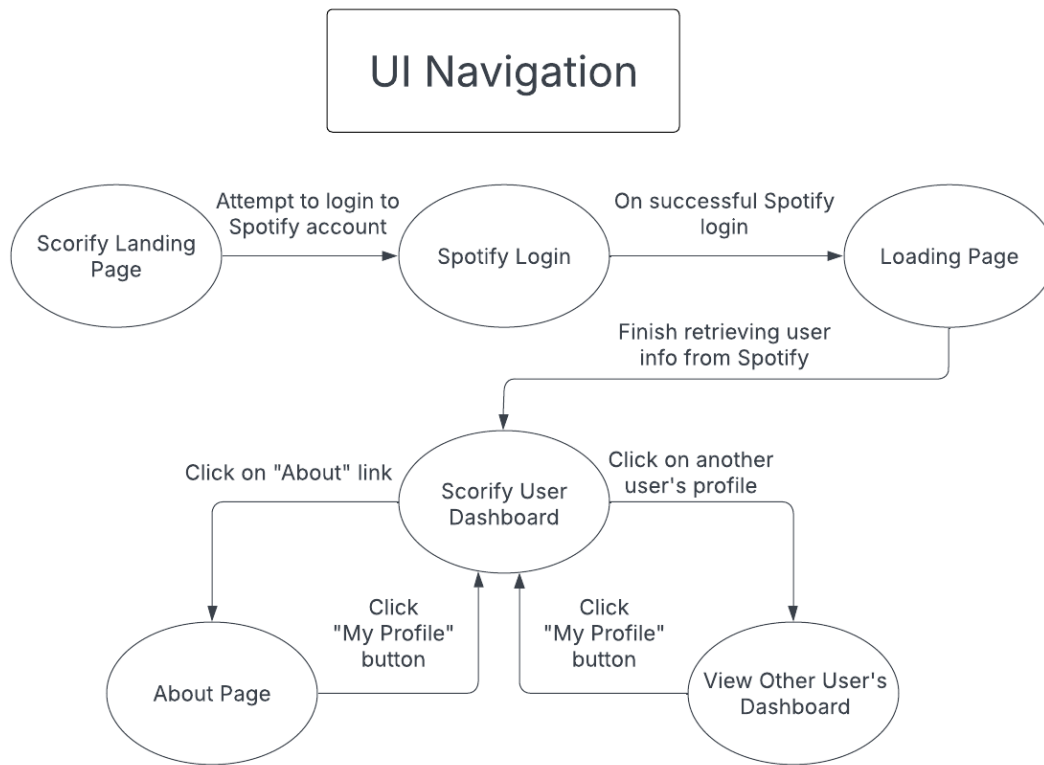 UI Navigation
Attempt to login to
Spotify account
On successful Spotify
login
Scorify Landing
Page
Spotify Login
Loading Page
Finish retrieving user
info from Spotify
Click on "About" link
Click on another
user's profile
Scorify User
Dashboard
Click
"My Profile"
button
Click
"My Profile"
button
About Page
View Other User's
Dashboard